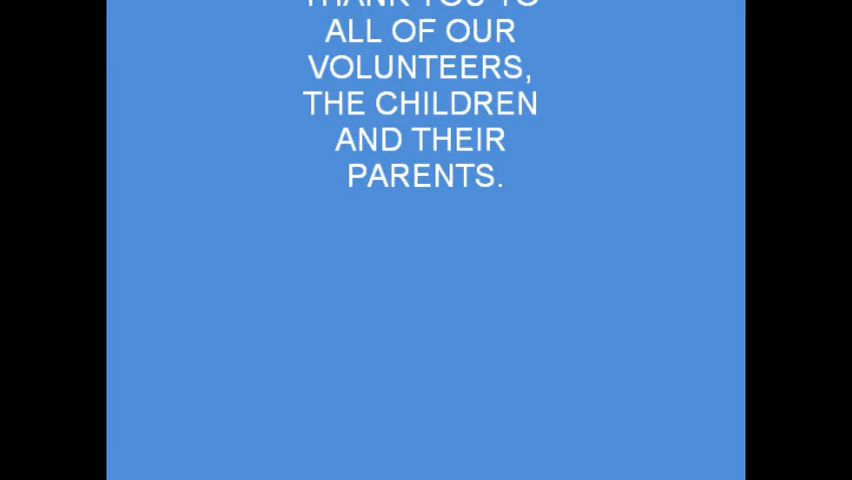 THANK YOU TO
ALL OF OUR
VOLUNTEERS,
THE CHILDREN
AND THEIR
PARENTS.